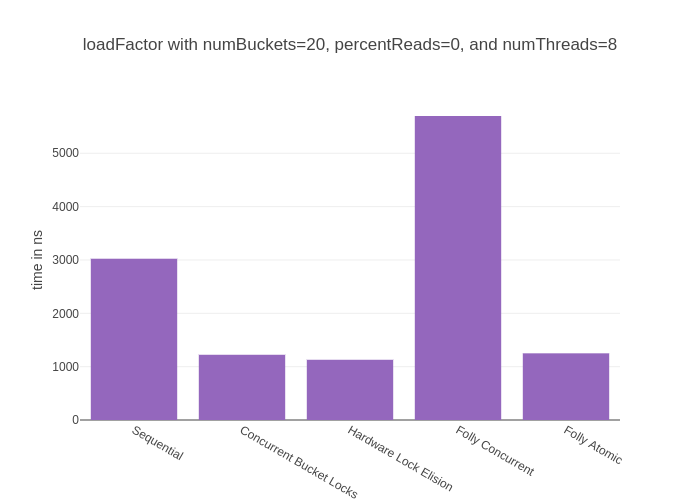 loadFactor with numBuckets=20, percentReads=0, and numThreads=8
time in ns
5000
4000
3000
2000
1000
0
Sequential
Concurrent Bucket Locks
Hardware Lock Elision
Folly Concurrent
Folly Atomic